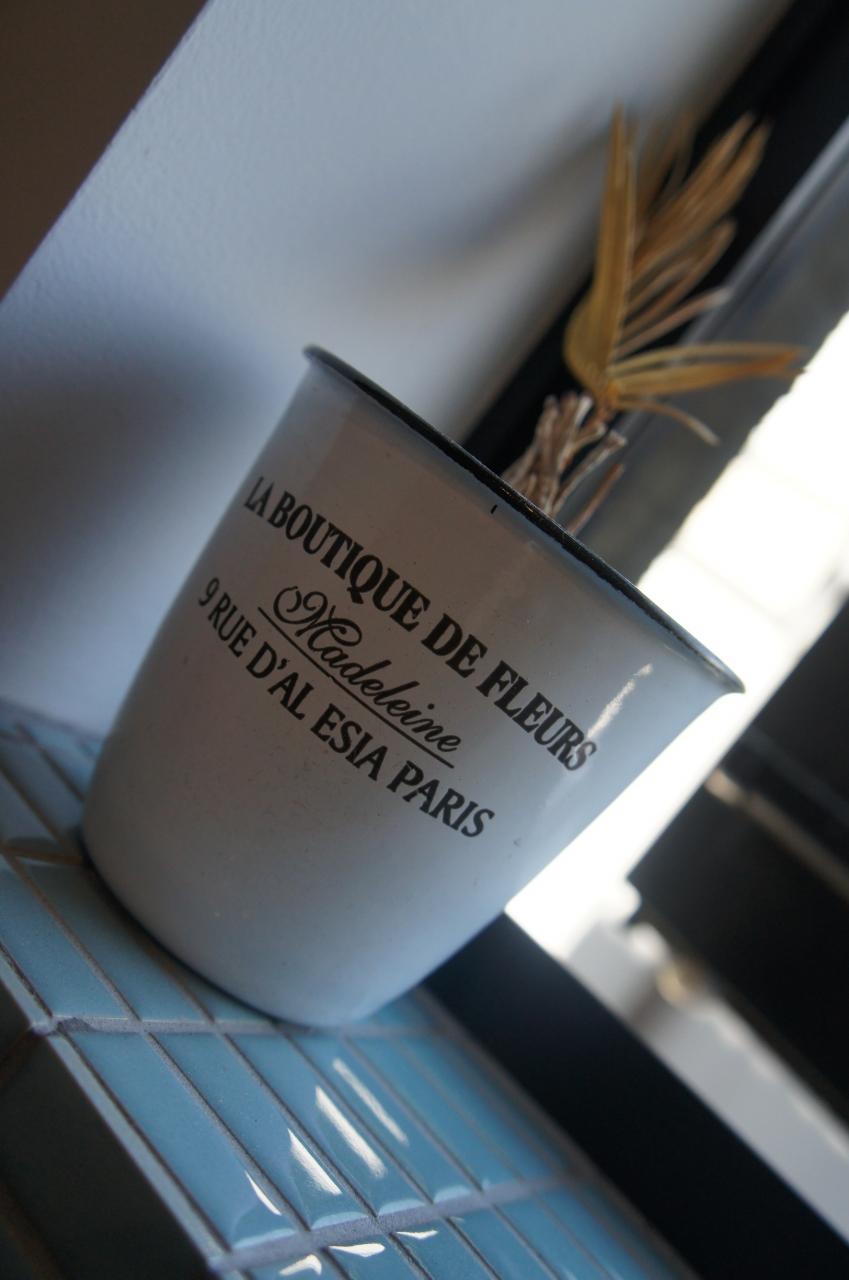 LA BOUTIQUE DE FLEURS
Madeleine
9 RUE D'AL ESIA PARIS